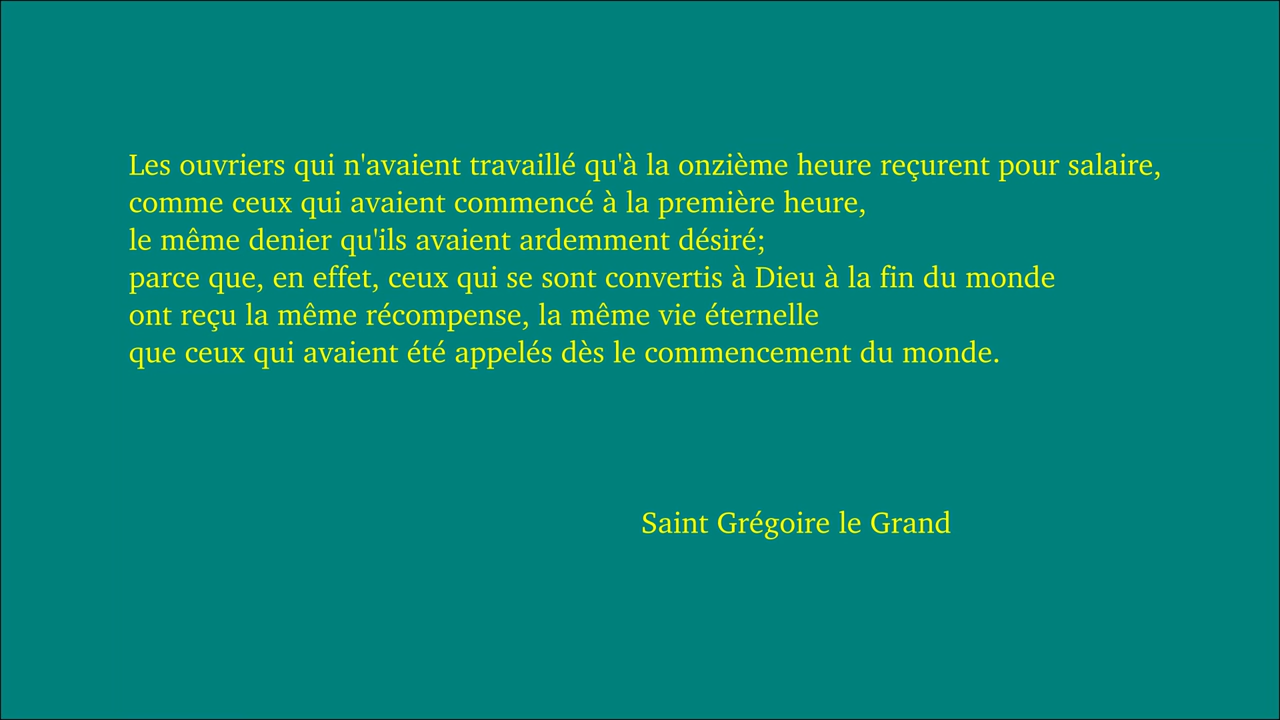 Les ouvriers qui n'avaient travaillé qu'à la onzième heure reçurent pour salaire,
comme ceux qui avaient commencé à la première heure,
le même denier qu'ils avaient ardemment désiré;
parce que, en effet, ceux qui se sont convertis à Dieu à la fin du monde
ont reçu la même récompense, la même vie éternelle
que ceux qui avaient été appelés dès le commencement du monde.
Saint Grégoire le Grand